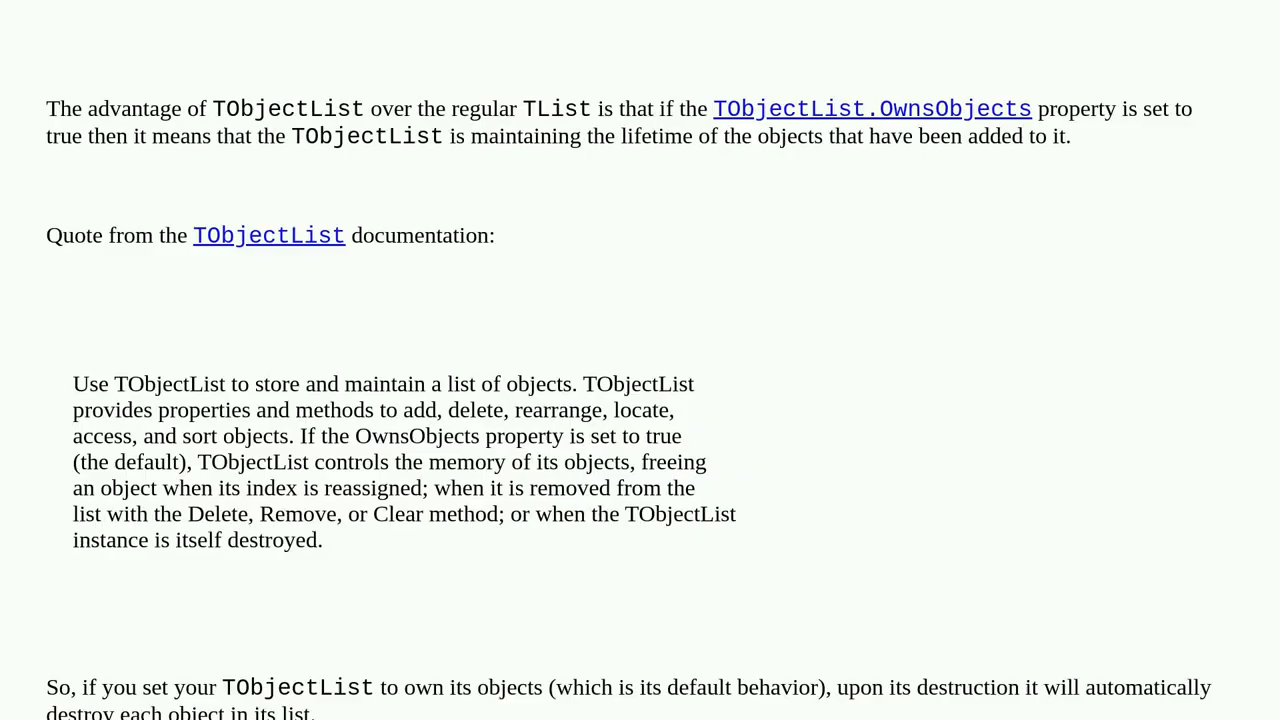 The advantage of TObjectList over the regular TList is that if the TObjectList.OwnsObjects property is set to
true then it means that the TObjectList is maintaining the lifetime of the objects that have been added to it.
Quote from the TObjectList documentation:
Use TObjectList to store and maintain a list of objects. TObjectList
provides properties and methods to add, delete, rearrange, locate,
access, and sort objects. If the OwnsObjects property is set to true
(the default), TObjectList controls the memory of its objects, freeing
an object when its index is reassigned; when it is removed from the
list with the Delete, Remove, or Clear method; or when the TObjectList
instance is itself destroyed.
So, if you set your TObjectList to own its objects (which is its default behavior), upon its destruction it will automatically
destroy each object in its list.